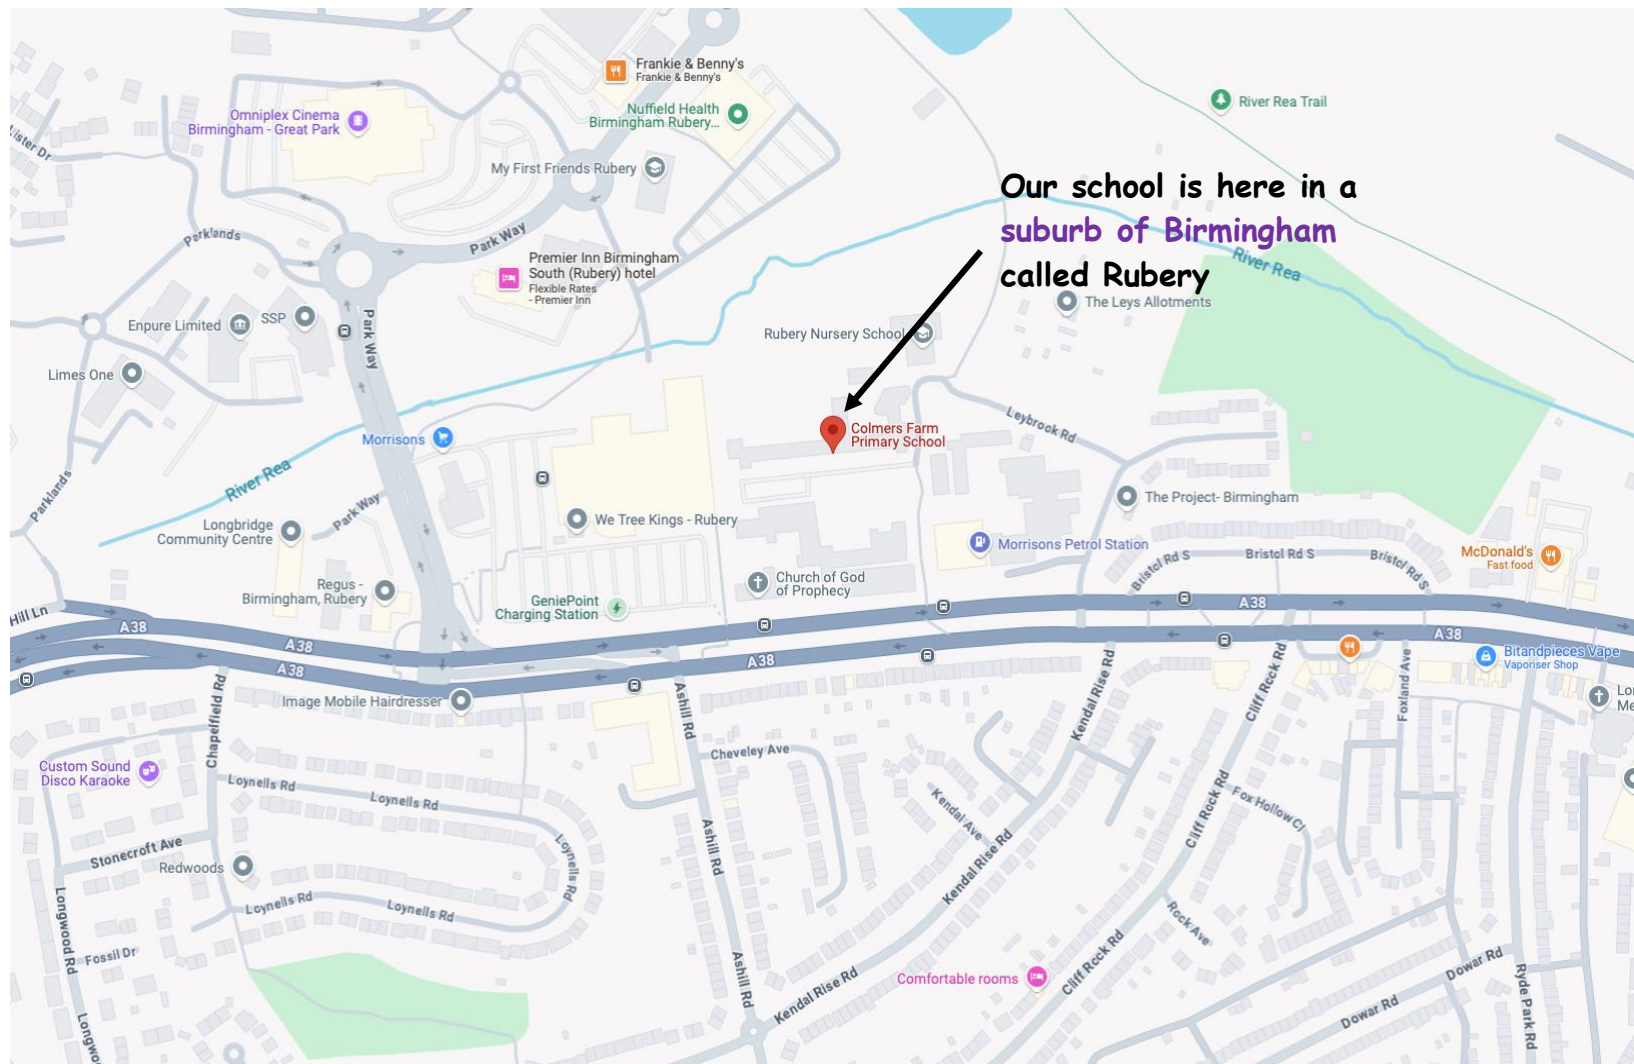 Frankie & Benny's
Frankie & Benny's
Omniplex Cinema
Birmingham - Great Park
Nuffield Health
Birmingham Rubery...
River Rea Trail
My First Friends Rubery
Our school is here in a
suburb of Birmingham
called Rubery
Parklands
Park Way
Premier Inn Birmingham
South (Rubery) hotel
Flexible Rates
- Premier Inn
River Rea
The Leys Allotments
Enpure Limited
SSP
Park Way
Rubery Nursery School
Limes One
Leybrook Rd
Morrisons
Colmers Farm
Primary School
River Rea
Parklands
Park Way
Longbridge
Community Centre
We Tree Kings - Rubery
The Project- Birmingham
Morrisons Petrol Station
Bristol Rd S
Bristol Rd S
Bristol Rd S
McDonald's
Fast food
Church of God
of Prophecy
Regus -
Birmingham, Rubery
GeniePoint
Charging Station
Hill Ln
A38
A38
A38
A38
A38
A38
Bitandpieces Vape
Vaporiser Shop
Image Mobile Hairdresser
Chapelfield Rd
Ashill Rd
Kendal Rise Rd
Cliff Rock Rd
Foxland Ave
Custom Sound
Disco Karaoke
Cheveley Ave
Loynells Rd
Loynells Rd
Loynells Rd
Kendal Ave
Fox Hollow Cl
Cliff Rock Rd
Stonecroft Ave
Redwoods
Ashill Rd
Kendal Rise Rd
Longwood Rd
Loynells Rd
Loynells Rd
Rock Ave
Fossil Dr
Ashill Rd
Kendal Rise Rd
Comfortable rooms
Cliff Rock Rd
Dowar Rd
Dowar Rd
Ryde Park Rd